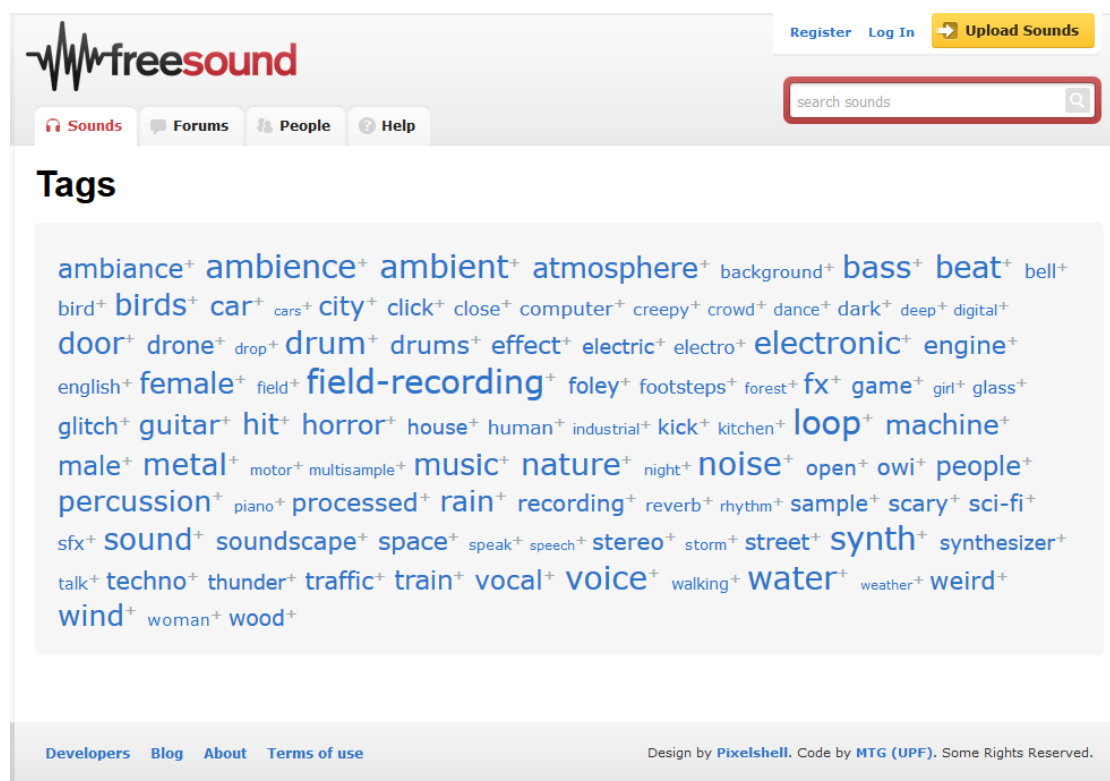 Register Log In Upload Sounds
freesound
search sounds
Sounds Forums People Help
Tags
ambiance+ ambience+ ambient+ atmosphere+ background+ bass+ beat+ bell+
bird+ birds+ car+ cars+ city+ click+ close+ computer+ creepy+ crowd+ dance+ dark+ deep+ digital+
door+ drone+ drop+ drum+ drums+ effect+ electric+ electro+ electronic+ engine+
english+ female+ field+ field-recording+ foley+ footsteps+ forest+ fx+ game+ girl+ glass+
glitch+ guitar+ hit+ horror+ house+ human+ industrial+ kick+ kitchen+ loop+ machine+
male+ metal+ motor+ multisample+ music+ nature+ night+ noise+ open+ owi+ people+
percussion+ piano+ processed+ rain+ recording+ reverb+ rhythm+ sample+ scary+ sci-fi+
sfx+ sound+ soundscape+ space+ speak+ speech+ stereo+ storm+ street+ synth+ synthesizer+
talk+ techno+ thunder+ traffic+ train+ vocal+ voice+ walking+ water+ weather+ weird+
wind+ woman+ wood+
Developers Blog About Terms of use Design by Pixelshell. Code by MTG (UPF). Some Rights Reserved.